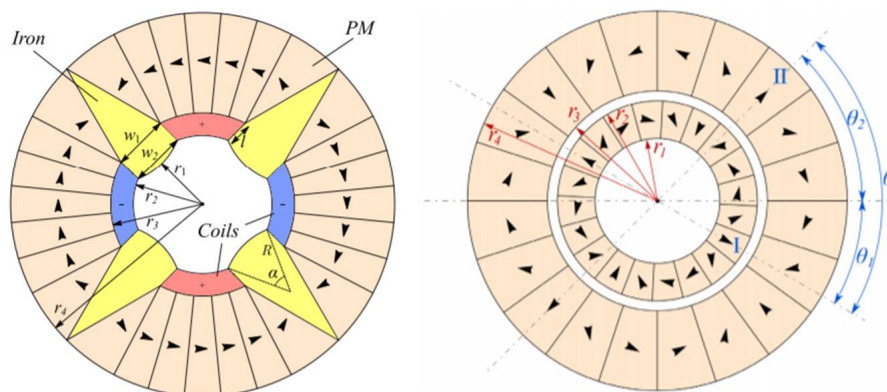 Iron
PM
+
w₁
w₂
l
r₁
r₂
r₃
r₄
-
-
Coils
R
α
+
II
r₃
r₂
r₄
r₁
θ₂
θ
θ₁
I